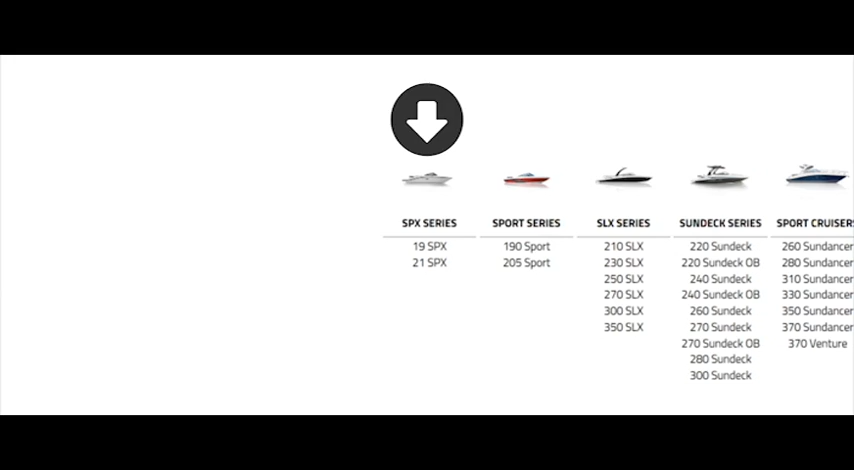 SPX SERIES
19 SPX
21 SPX
SPORT SERIES
190 Sport
205 Sport
SLX SERIES
210 SLX
230 SLX
250 SLX
270 SLX
300 SLX
350 SLX
SUNDECK SERIES
220 Sundeck
220 Sundeck OB
240 Sundeck
240 Sundeck OB
260 Sundeck
270 Sundeck
270 Sundeck OB
280 Sundeck
300 Sundeck
SPORT CRUISERS
260 Sundancer
280 Sundancer
310 Sundancer
330 Sundancer
350 Sundancer
370 Sundancer
370 Venture